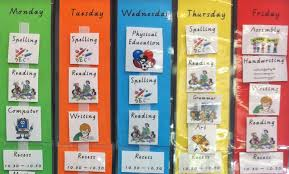 Monday
Spelling
Reading
Computer
Recess
10.30 - 10.50
Tuesday
Spelling
Reading
Writing
Recess
10.30 - 10.50
Wednesday
Physical
Education
Spelling
Reading
Recess
10.30 - 10.50
Thursday
Spelling
Reading
Grammar
Art
Recess
10.30 - 10.50
Friday
Assembly
Handwriting
Reading
Recess
10.30 - 10.50